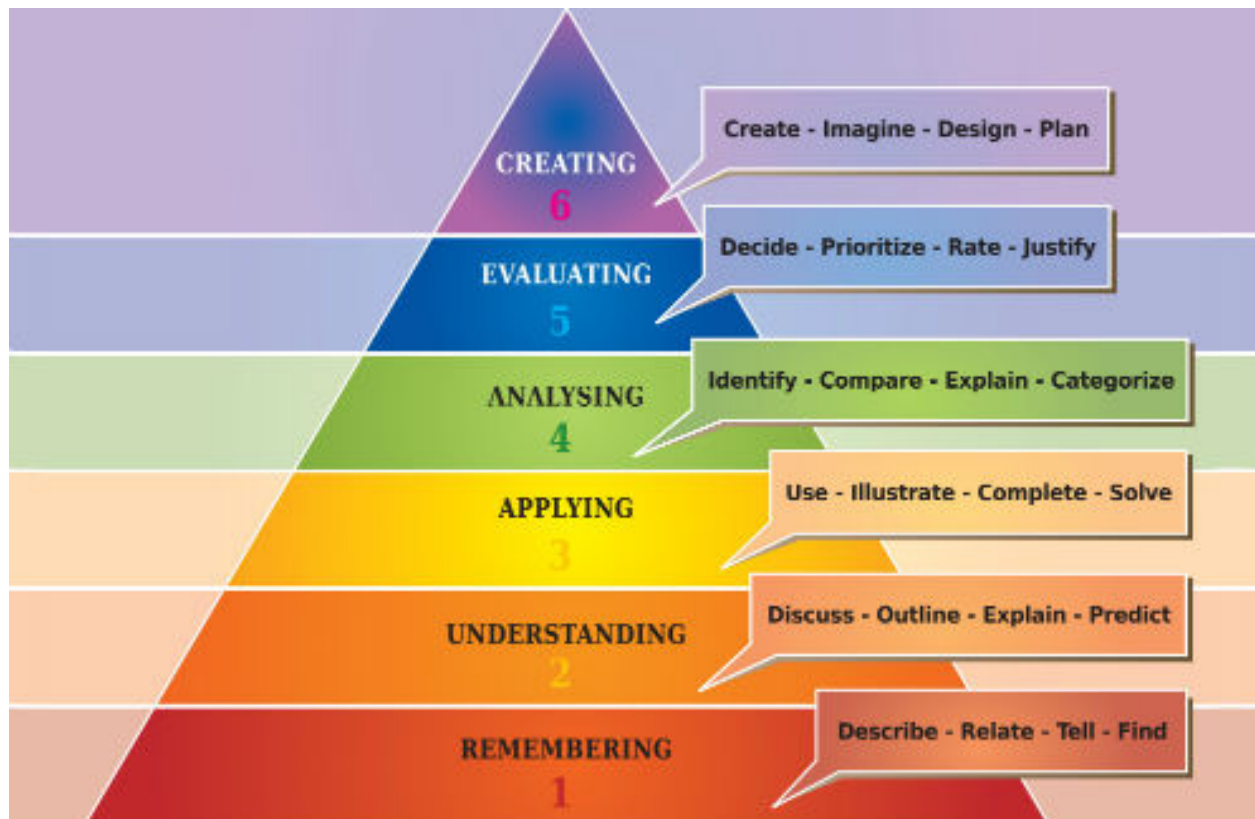 Create - Imagine - Design - Plan
CREATING
6
Decide - Prioritize - Rate - Justify
EVALUATING
5
Identify - Compare - Explain - Categorize
ANALYSING
4
Use - Illustrate - Complete - Solve
APPLYING
3
Discuss - Outline - Explain - Predict
UNDERSTANDING
2
Describe - Relate - Tell - Find
REMEMBERING
1